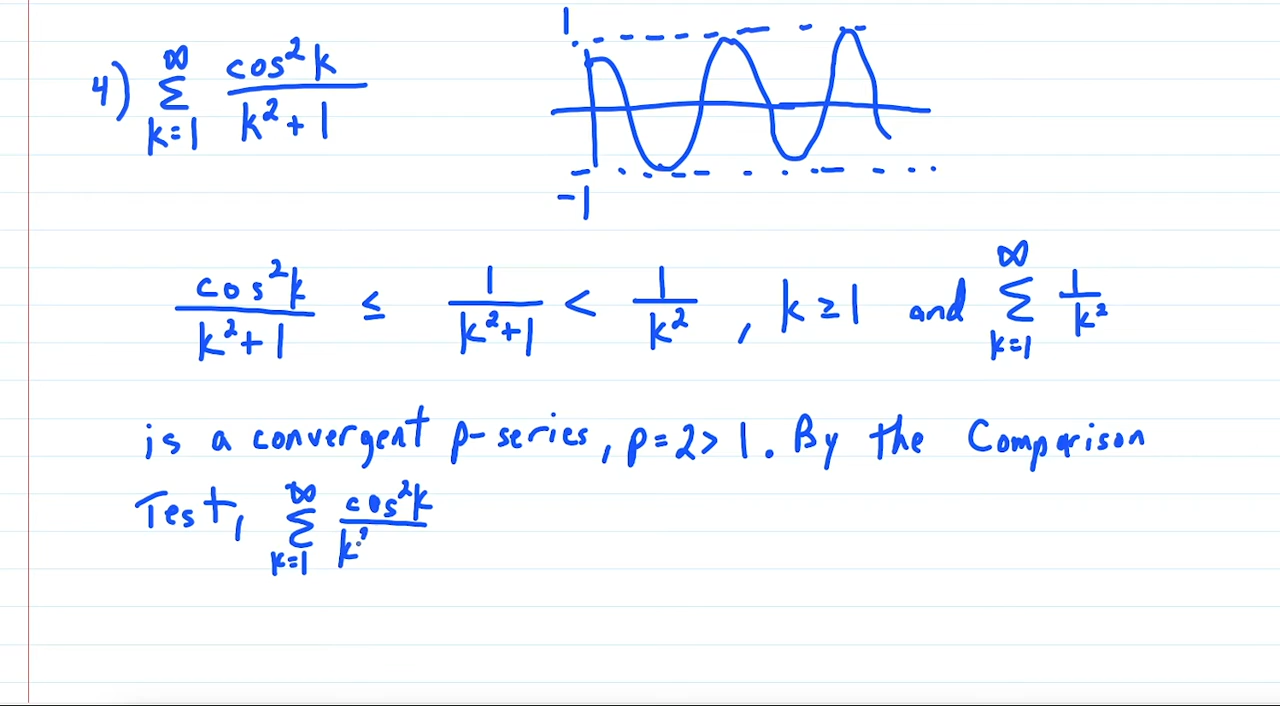 4) ∞ Σ k=1 cos²k / k²+1
1
-1
cos²k / k²+1 ≤ 1 / k²+1 < 1 / k² , k ≥ 1 and ∞ Σ k=1 1 / k²
is a convergent p-series, p=2>1. By the Comparison
Test, ∞ Σ k=1 cos²k / k²